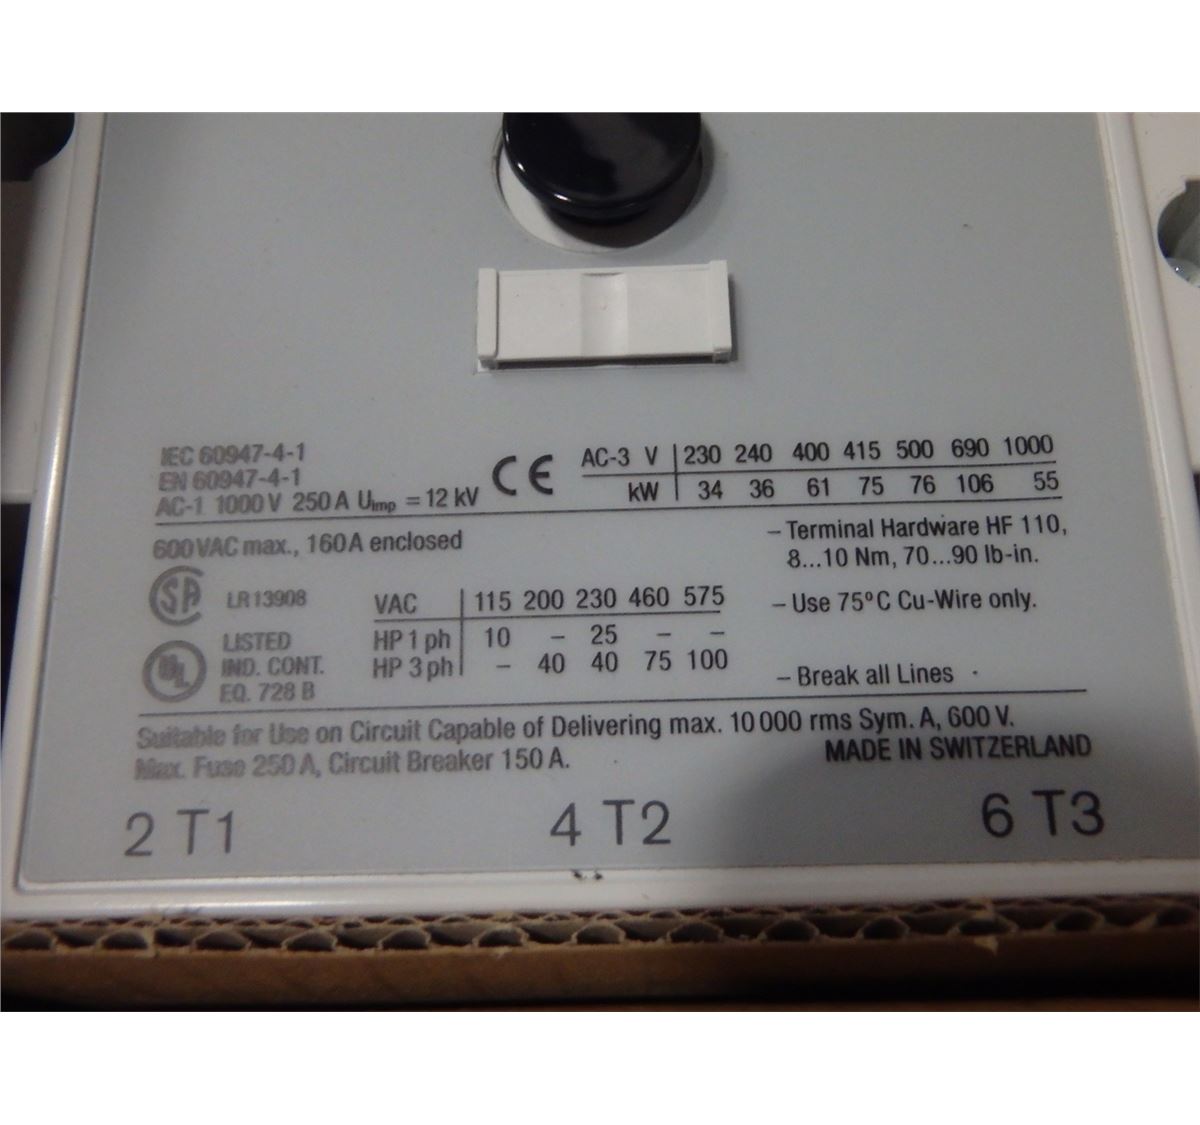 IEC 60947-4-1
EN 60947-4-1
AC-1 1000 V 250 A Uimp = 12 kV
CE
AC-3 V 230 240 400 415 500 690 1000
kW 34 36 61 75 76 106 55
600 VAC max., 160 A enclosed
SA LR 13908
UL LISTED
IND. CONT.
EQ. 728 B
VAC 115 200 230 460 575
HP 1 ph 10 – 25 – –
HP 3 ph – 40 40 75 100
– Terminal Hardware HF 110,
8...10 Nm, 70...90 lb-in.
– Use 75°C Cu-Wire only.
– Break all Lines
Suitable for Use on Circuit Capable of Delivering max. 10 000 rms Sym. A, 600 V.
Max. Fuse 250 A, Circuit Breaker 150 A.
MADE IN SWITZERLAND
2 T1 4 T2 6 T3